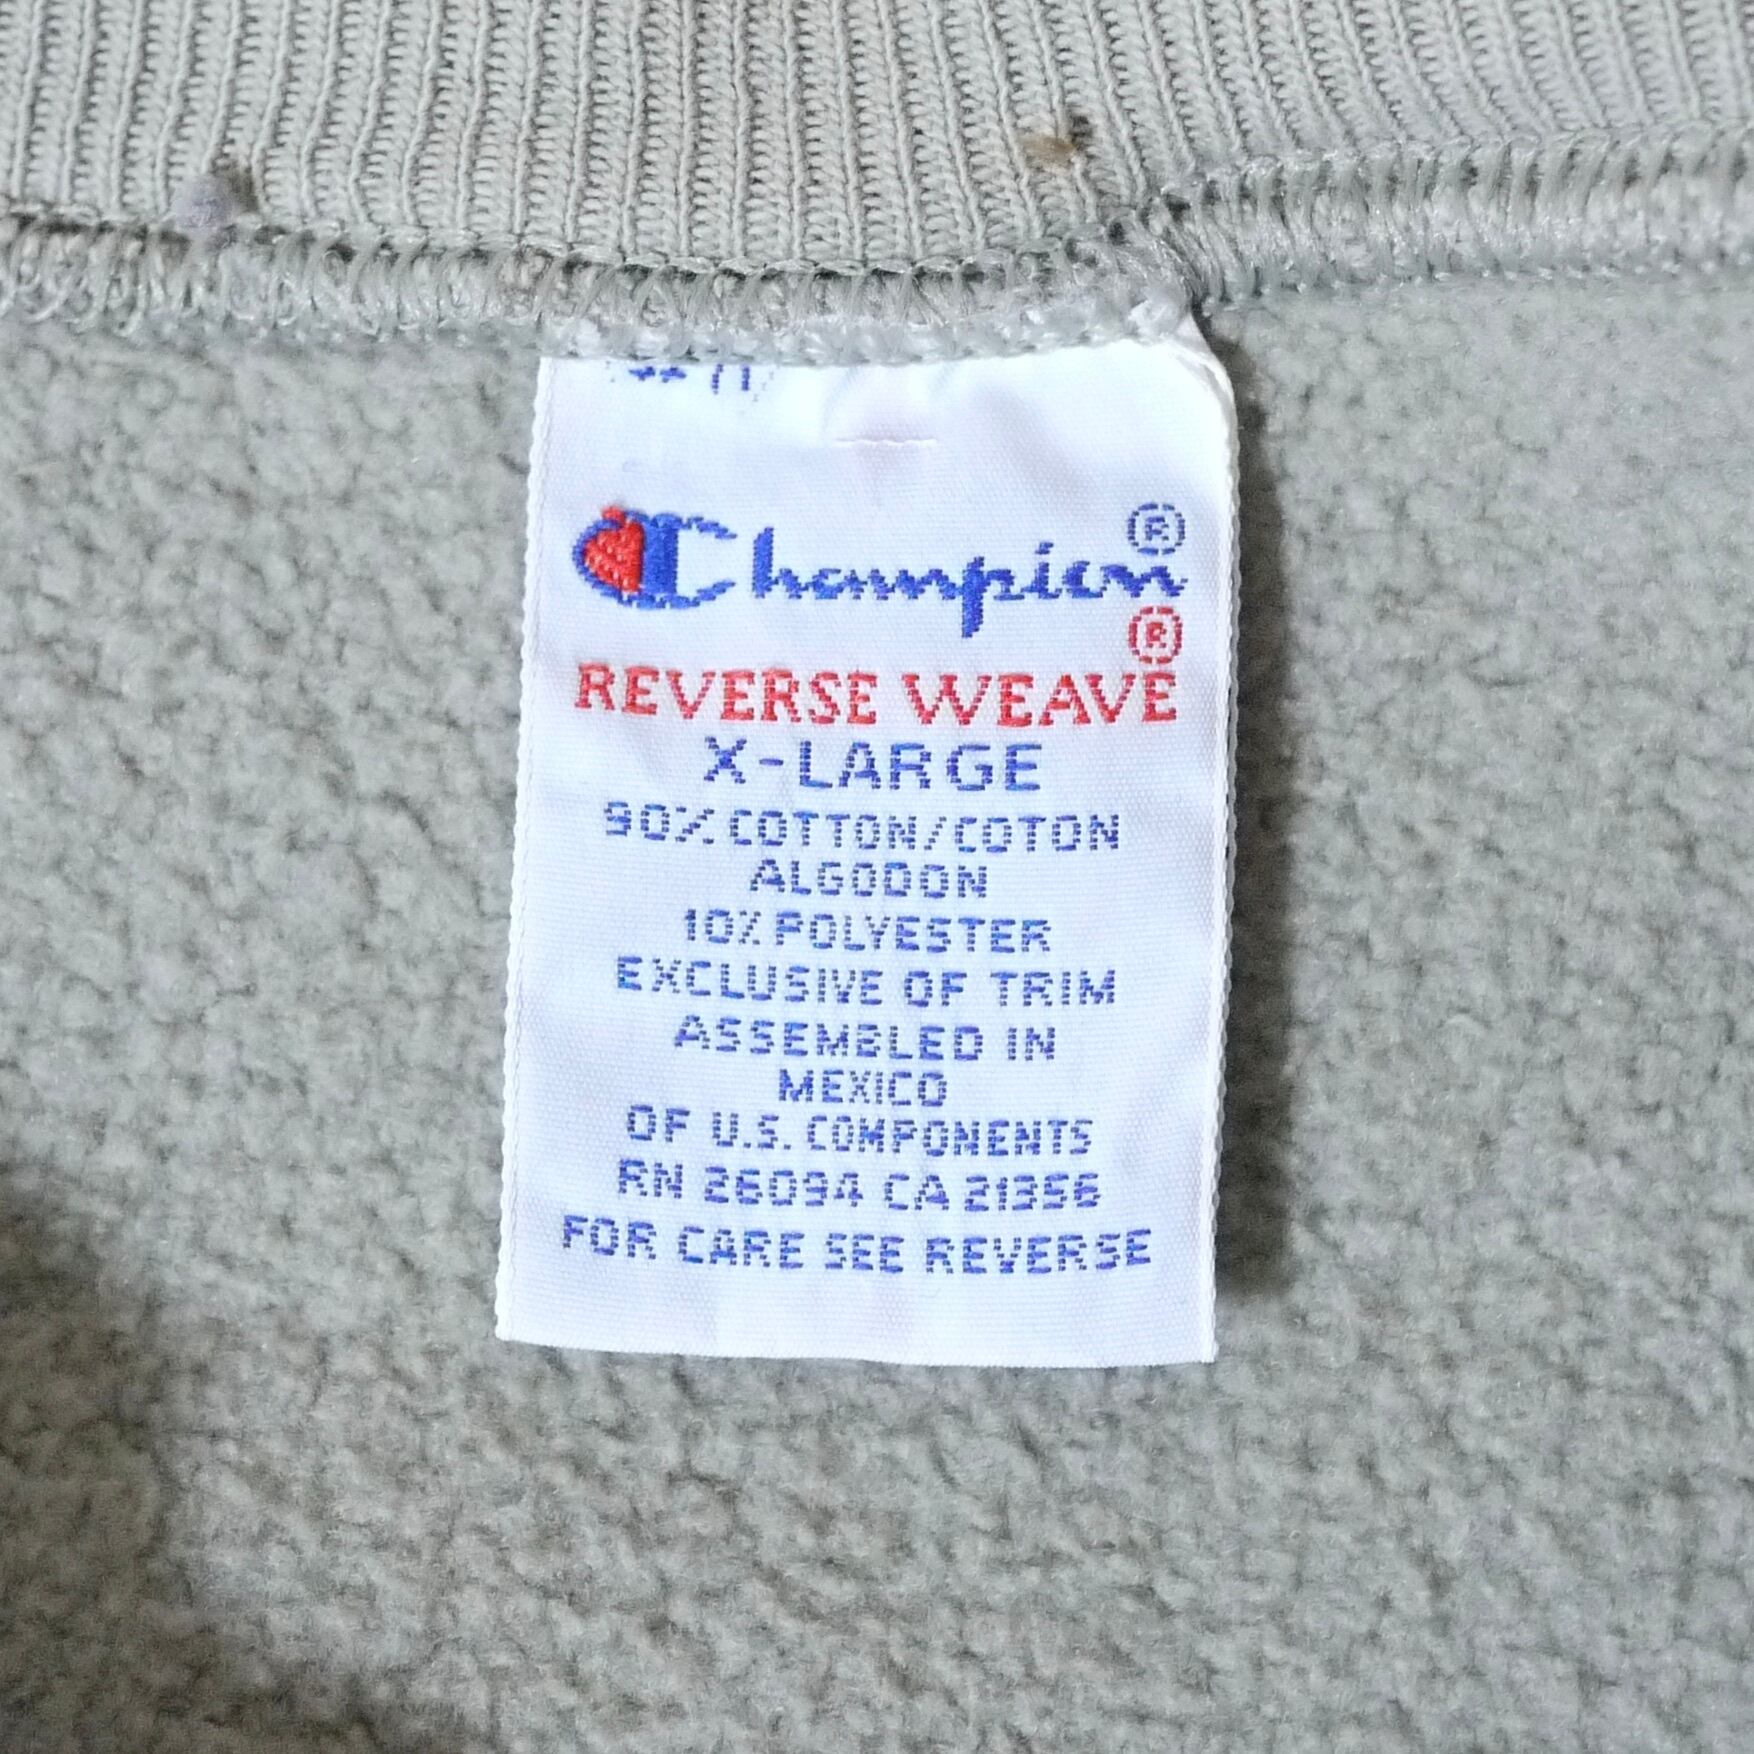 Champion®
®
REVERSE WEAVE
X-LARGE
90% COTTON/COTON
ALGODON
10% POLYESTER
EXCLUSIVE OF TRIM
ASSEMBLED IN
MEXICO
OF U.S. COMPONENTS
RN 26094 CA 21356
FOR CARE SEE REVERSE